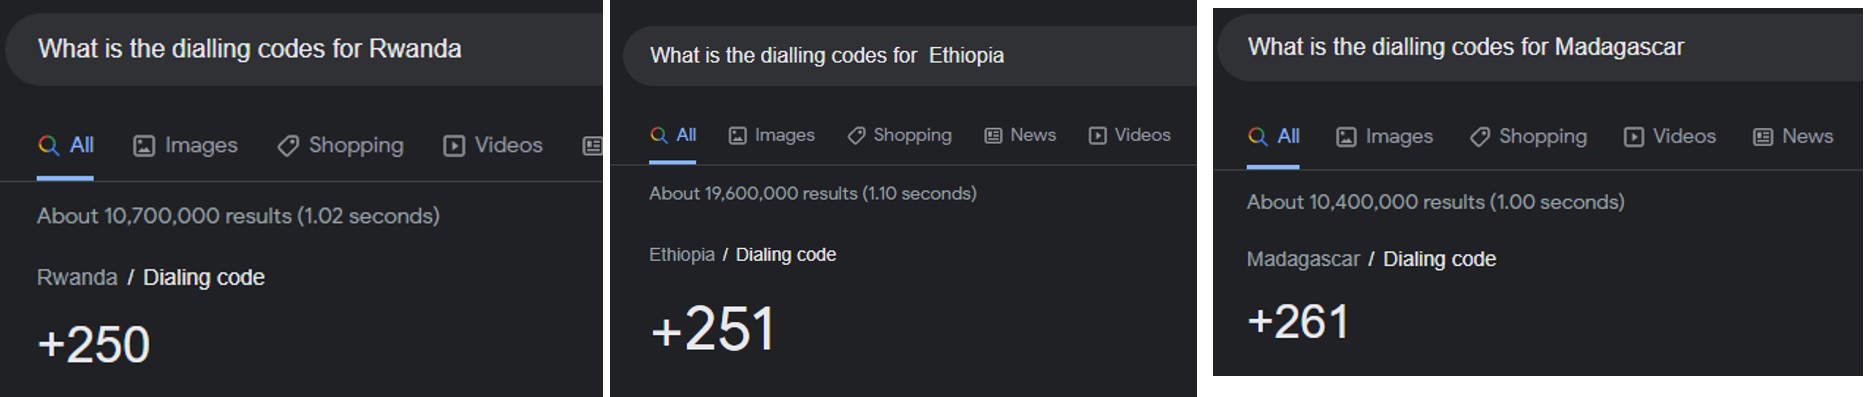 What is the dialling codes for Rwanda
All Images Shopping Videos
About 10,700,000 results (1.02 seconds)
Rwanda / Dialing code
+250
What is the dialling codes for  Ethiopia
All Images Shopping News Videos
About 19,600,000 results (1.10 seconds)
Ethiopia / Dialing code
+251
What is the dialling codes for Madagascar
All Images Shopping Videos News
About 10,400,000 results (1.00 seconds)
Madagascar / Dialing code
+261